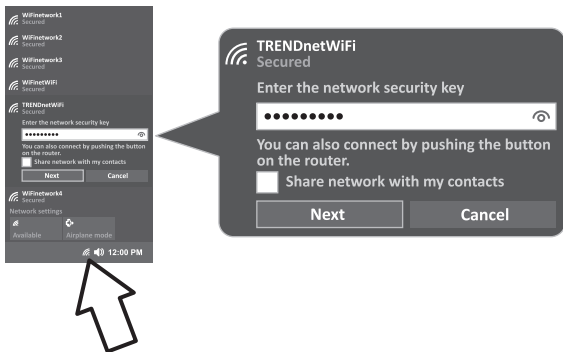 WiFinetwork1
Secured
WiFinetwork2
Secured
WiFinetwork3
Secured
WiFinetWiFi
Secured
TRENDnetWiFi
Secured
Enter the network security key
•••••••••
You can also connect by pushing the button
on the router.
Share network with my contacts
Next Cancel
WiFinetwork4
Secured
Network settings
Available Airplane mode
12:00 PM
TRENDnetWiFi
Secured
Enter the network security key
•••••••••
You can also connect by pushing the button
on the router.
Share network with my contacts
Next Cancel